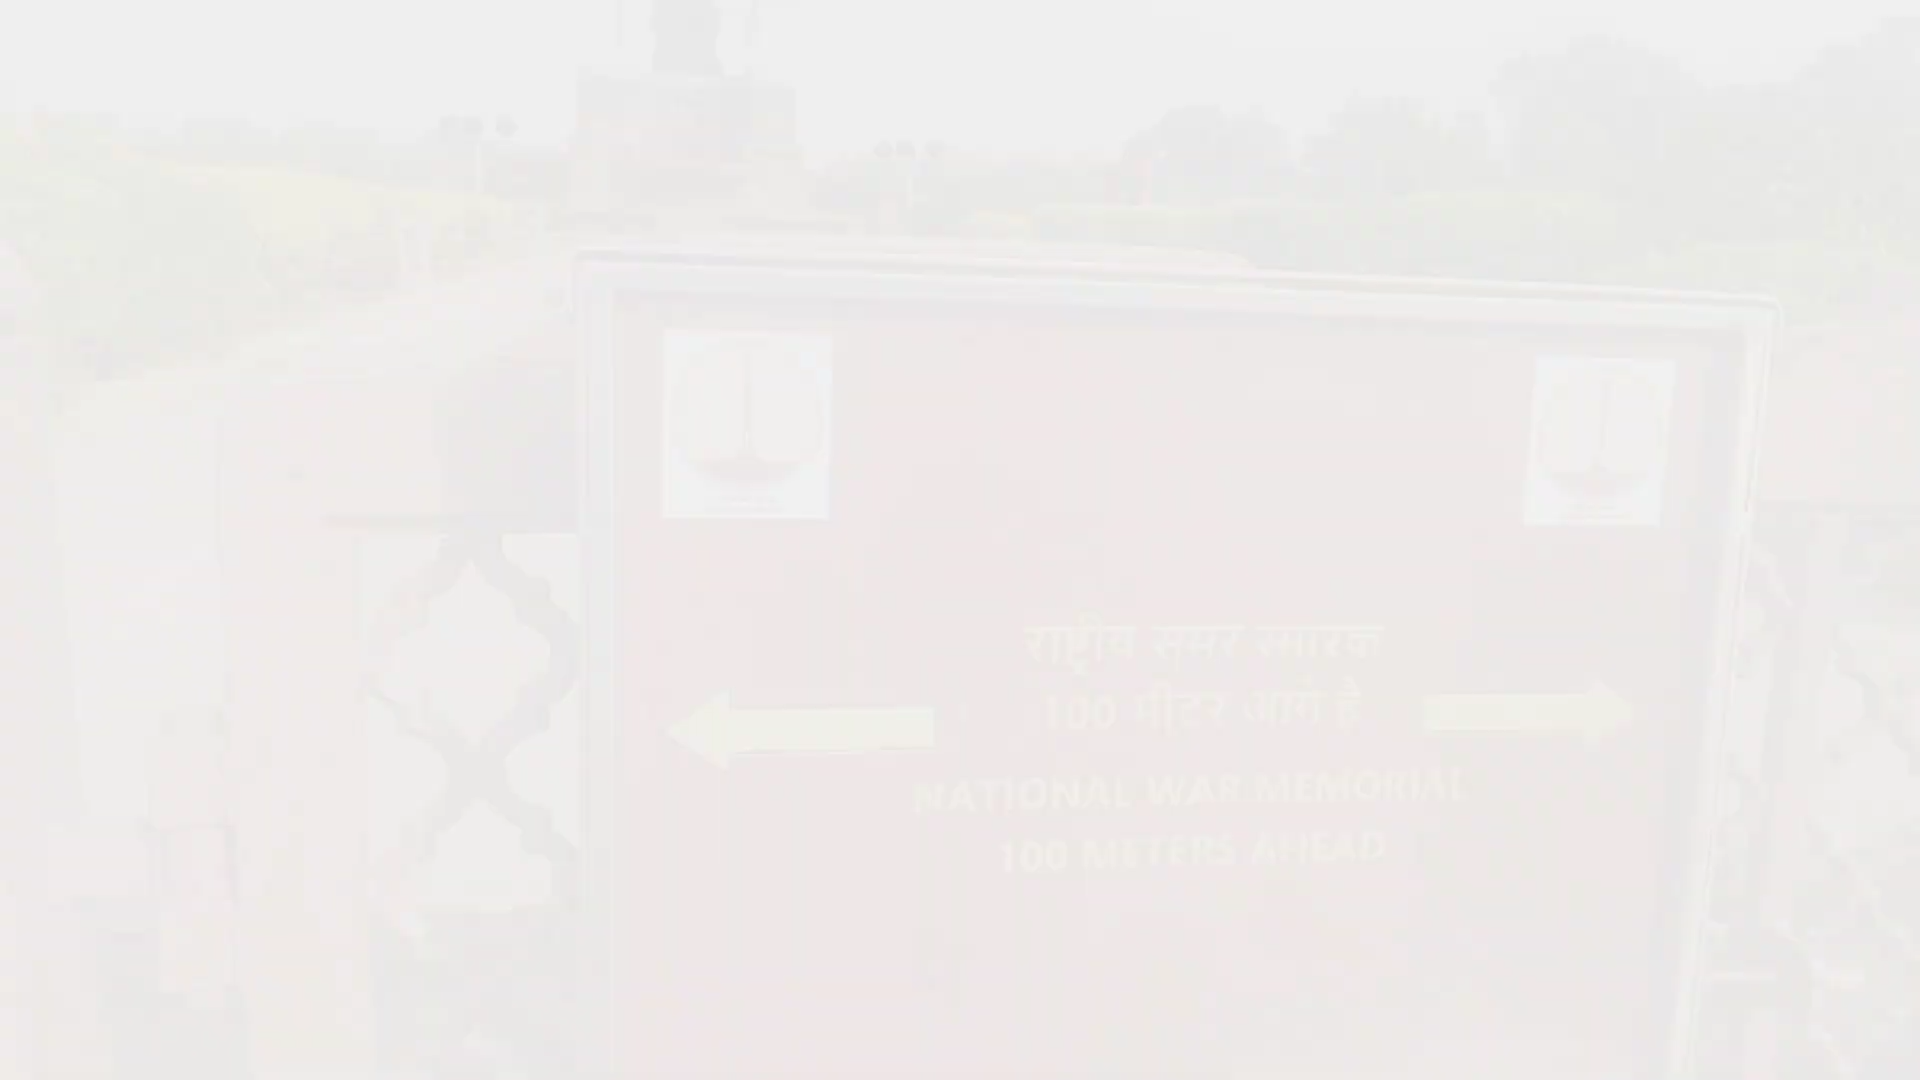 राष्ट्रीय समर स्मारक
100 मीटर आगे है
NATIONAL WAR MEMORIAL
100 METERS AHEAD